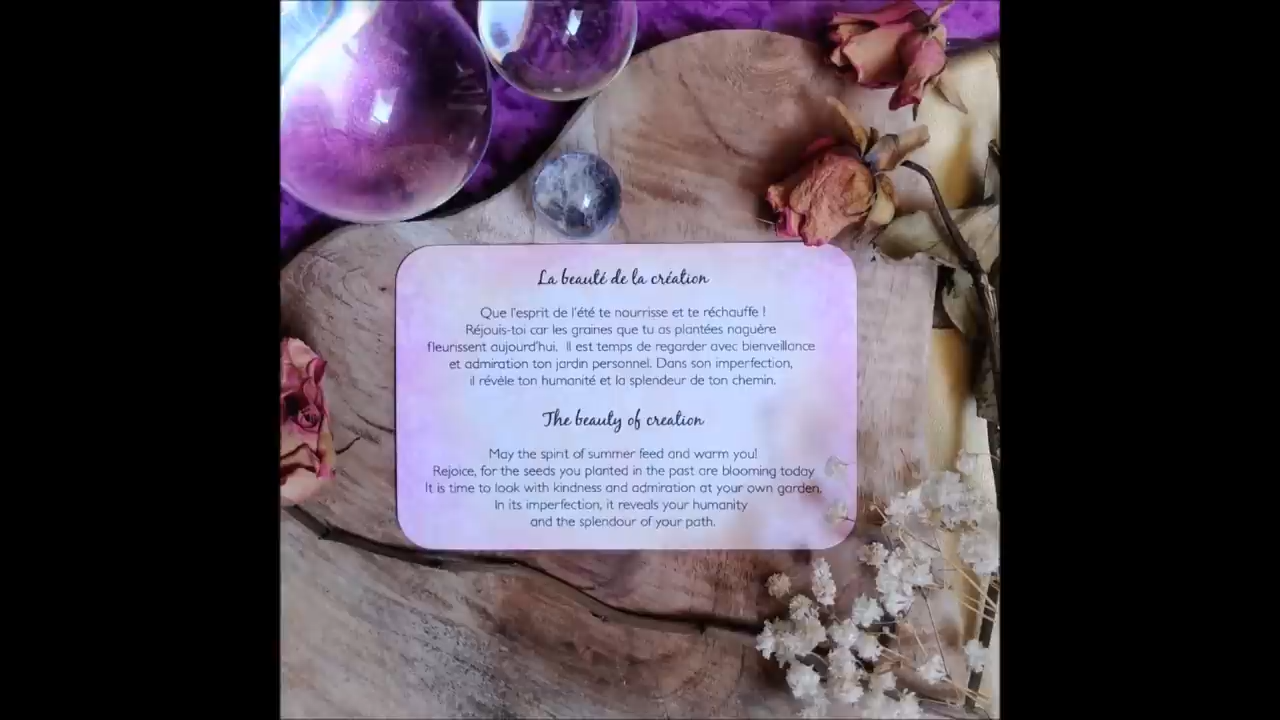 La beauté de la création
Que l'esprit de l'été te nourrisse et te réchauffe !
Réjouis-toi car les graines que tu as plantées naguère
fleurissent aujourd'hui. Il est temps de regarder avec bienveillance
et admiration ton jardin personnel. Dans son imperfection,
il révèle ton humanité et la splendeur de ton chemin.
The beauty of creation
May the spirit of summer feed and warm you!
Rejoice, for the seeds you planted in the past are blooming today
It is time to look with kindness and admiration at your own garden.
In its imperfection, it reveals your humanity
and the splendour of your path.